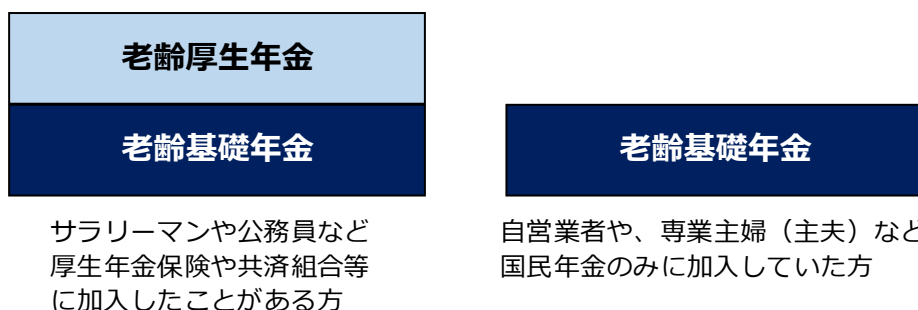 老齢厚生年金
老齢基礎年金
サラリーマンや公務員など
厚生年金保険や共済組合等
に加入したことがある方
老齢基礎年金
自営業者や、専業主婦（主夫）など
国民年金のみに加入していた方